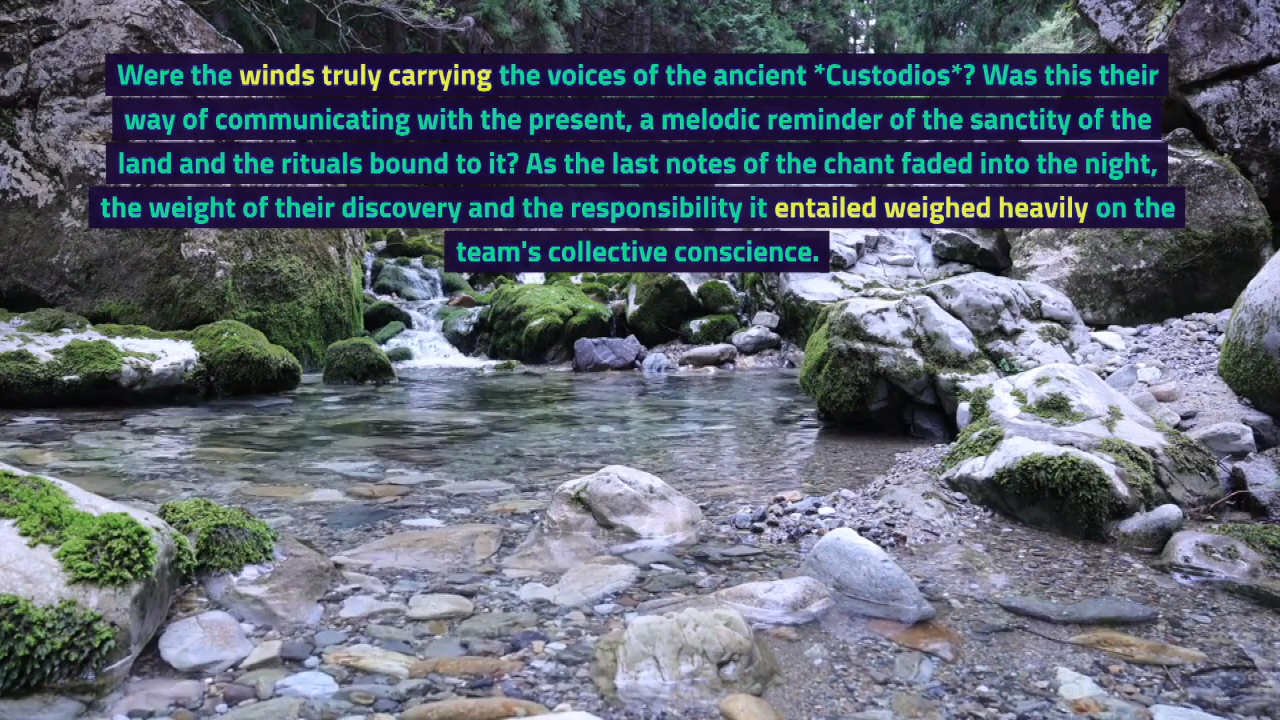 Were the winds truly carrying the voices of the ancient *Custodios*? Was this their
way of communicating with the present, a melodic reminder of the sanctity of the
land and the rituals bound to it? As the last notes of the chant faded into the night,
the weight of their discovery and the responsibility it entailed weighed heavily on the
team's collective conscience.